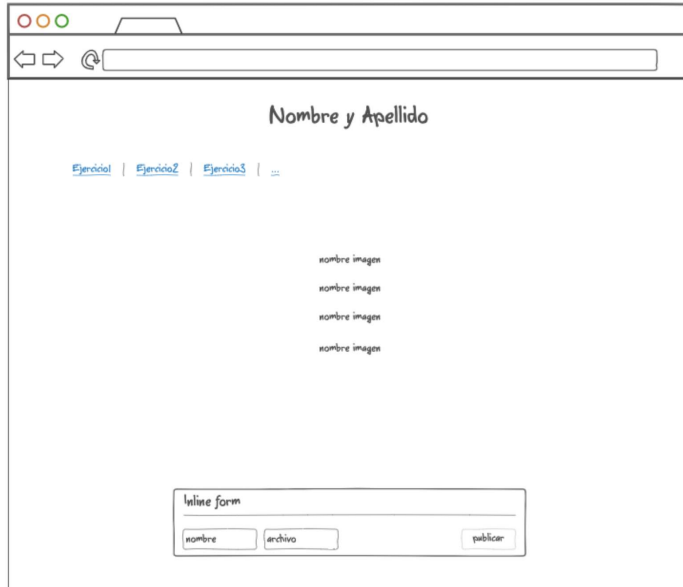 Nombre y Apellido
Ejercicio1 | Ejercicio2 | Ejercicio3 | ...
nombre imagen
nombre imagen
nombre imagen
nombre imagen
Inline form
nombre archivo publicar